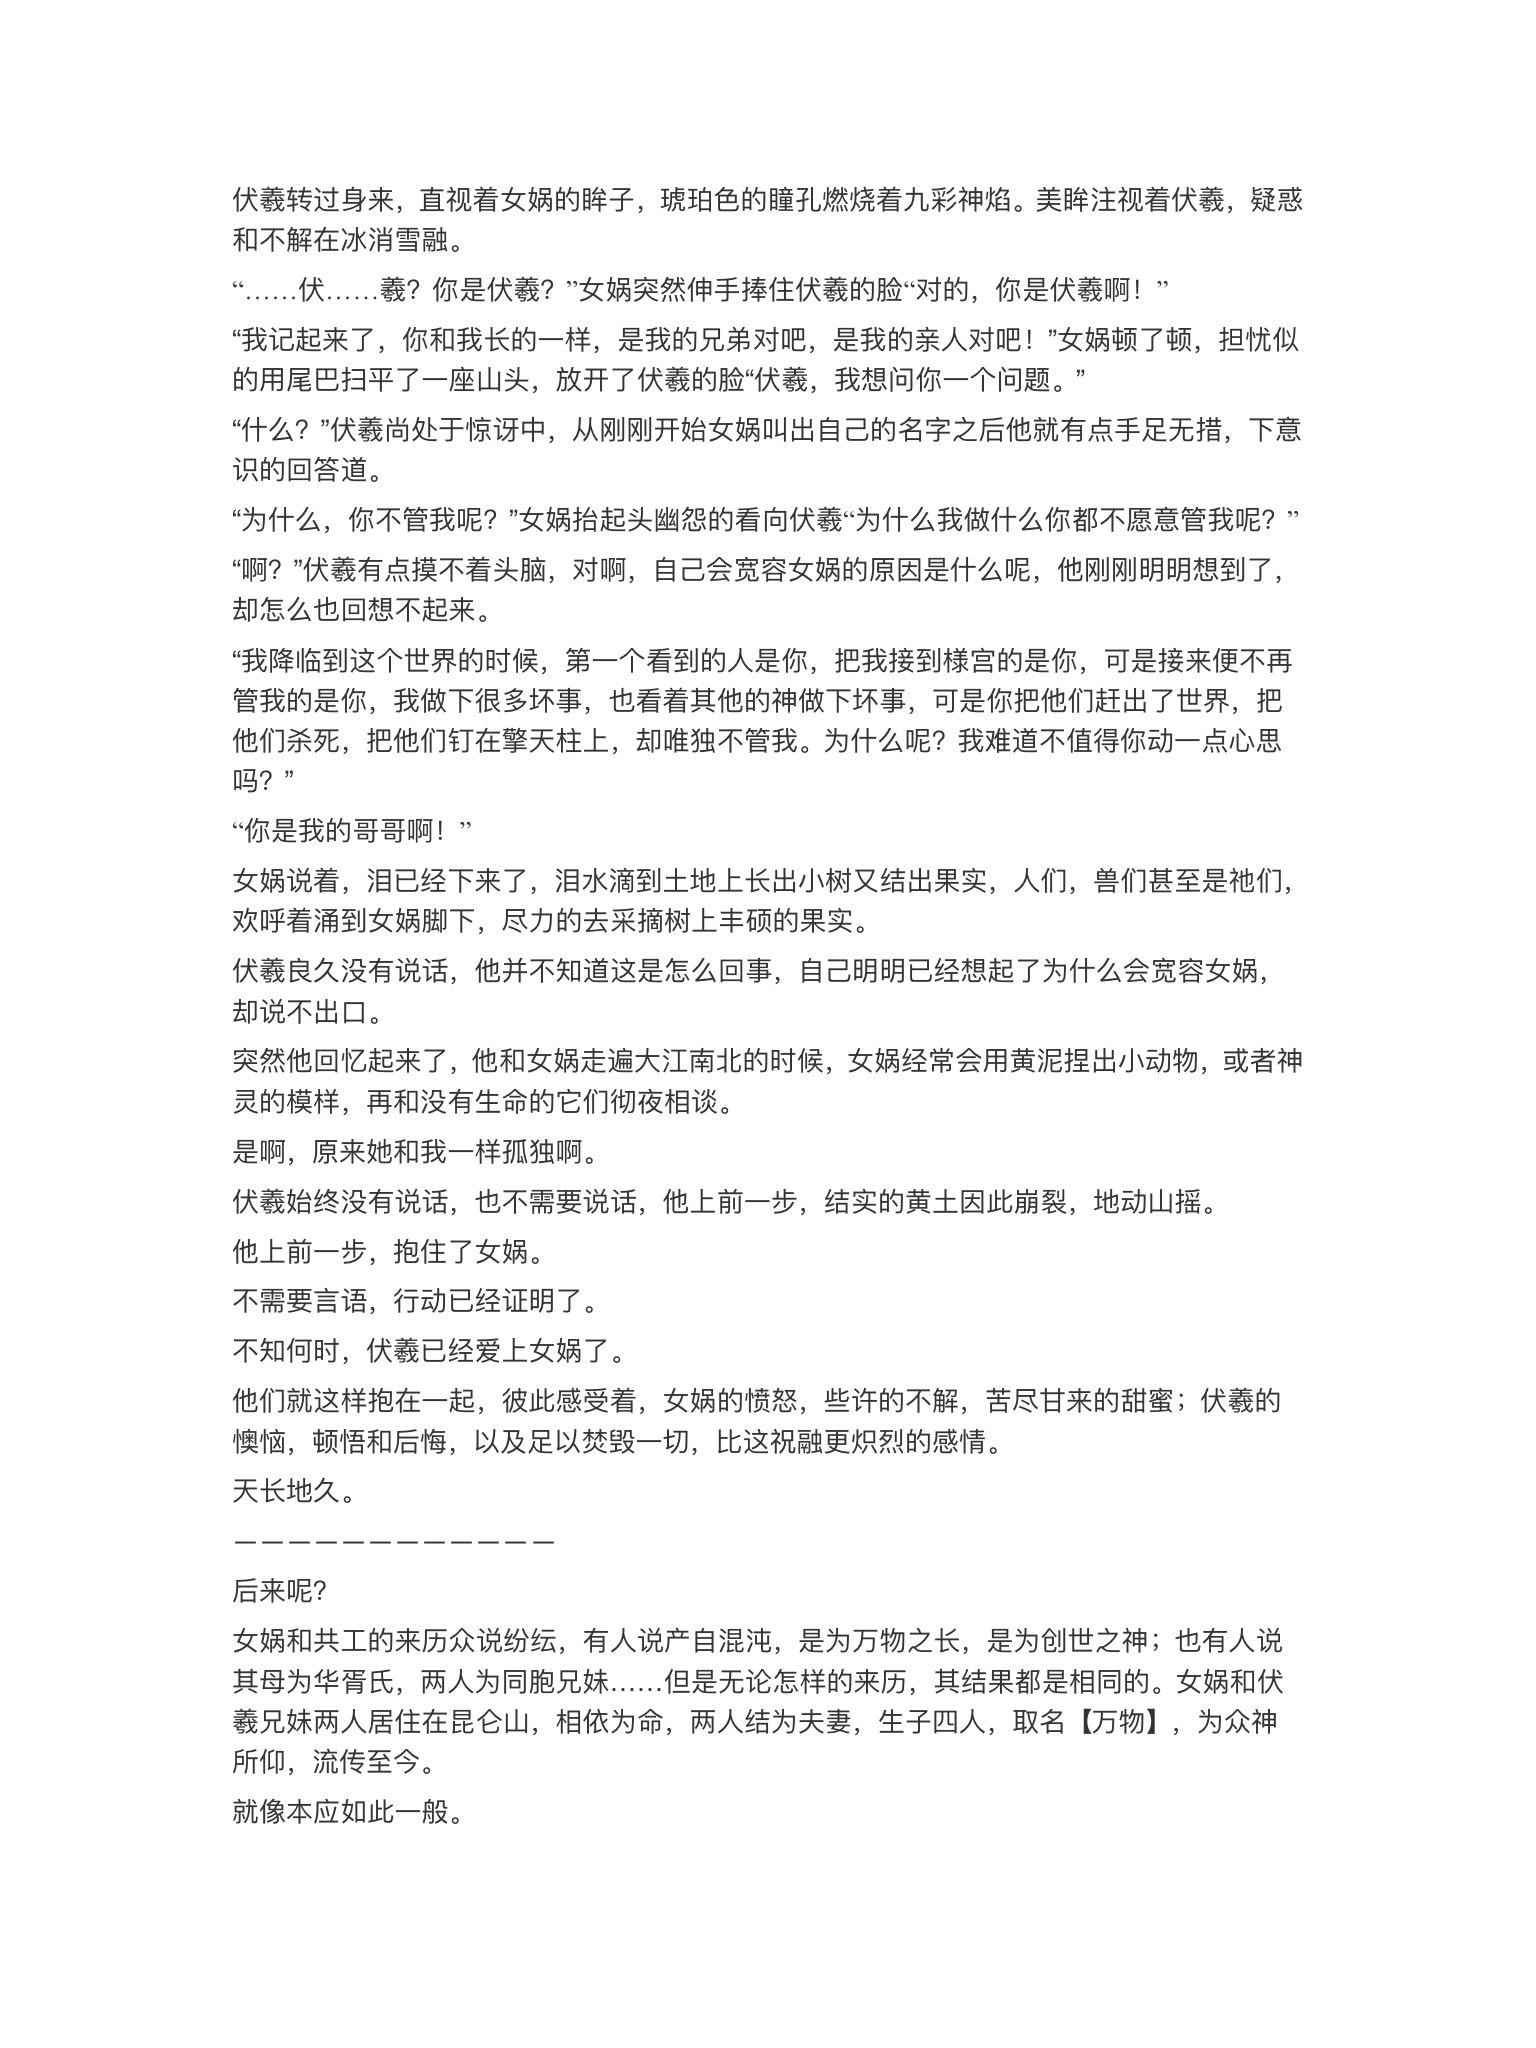 伏羲转过身来，直视着女娲的眸子，琥珀色的瞳孔燃烧着九彩神焰。美眸注视着伏羲，疑惑
和不解在冰消雪融。
“……伏……羲？你是伏羲？”女娲突然伸手捧住伏羲的脸“对的，你是伏羲啊！”
“我记起来了，你和我长的一样，是我的兄弟对吧，是我的亲人对吧！”女娲顿了顿，担忧似
的用尾巴扫平了一座山头，放开了伏羲的脸“伏羲，我想问你一个问题。”
“什么？”伏羲尚处于惊讶中，从刚刚开始女娲叫出自己的名字之后他就有点手足无措，下意
识的回答道。
“为什么，你不管我呢？”女娲抬起头幽怨的看向伏羲“为什么我做什么你都不愿意管我呢？”
“啊？”伏羲有点摸不着头脑，对啊，自己会宽容女娲的原因是什么呢，他刚刚明明想到了，
却怎么也回想不起来。
“我降临到这个世界的时候，第一个看到的人是你，把我接到様宫的是你，可是接来便不再
管我的是你，我做下很多坏事，也看着其他的神做下坏事，可是你把他们赶出了世界，把
他们杀死，把他们钉在擎天柱上，却唯独不管我。为什么呢？我难道不值得你动一点心思
吗？”
“你是我的哥哥啊！”
女娲说着，泪已经下来了，泪水滴到土地上长出小树又结出果实，人们，兽们甚至是祂们，
欢呼着涌到女娲脚下，尽力的去采摘树上丰硕的果实。
伏羲良久没有说话，他并不知道这是怎么回事，自己明明已经想起了为什么会宽容女娲，
却说不出口。
突然他回忆起来了，他和女娲走遍大江南北的时候，女娲经常会用黄泥捏出小动物，或者神
灵的模样，再和没有生命的它们彻夜相谈。
是啊，原来她和我一样孤独啊。
伏羲始终没有说话，也不需要说话，他上前一步，结实的黄土因此崩裂，地动山摇。
他上前一步，抱住了女娲。
不需要言语，行动已经证明了。
不知何时，伏羲已经爱上女娲了。
他们就这样抱在一起，彼此感受着，女娲的愤怒，些许的不解，苦尽甘来的甜蜜；伏羲的
懊恼，顿悟和后悔，以及足以焚毁一切，比这祝融更炽烈的感情。
天长地久。
————————————
后来呢？
女娲和共工的来历众说纷纭，有人说产自混沌，是为万物之长，是为创世之神；也有人说
其母为华胥氏，两人为同胞兄妹……但是无论怎样的来历，其结果都是相同的。女娲和伏
羲兄妹两人居住在昆仑山，相依为命，两人结为夫妻，生子四人，取名【万物】，为众神
所仰，流传至今。
就像本应如此一般。